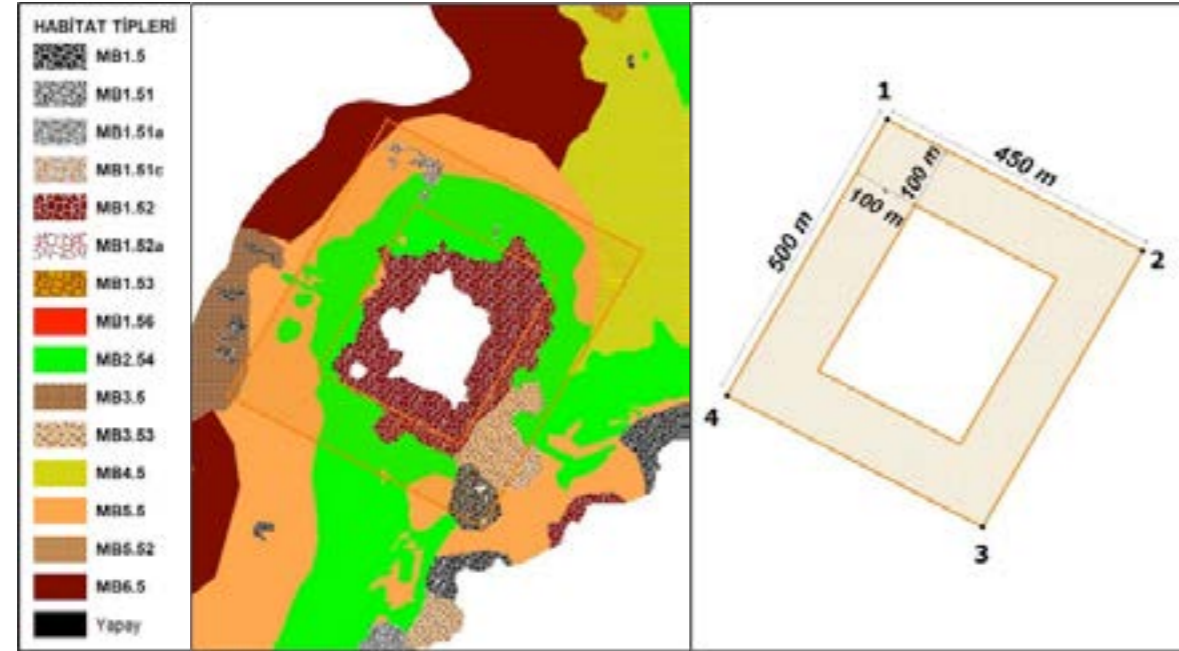 HABİTAT TİPLERİ
MB1.5
MB1.51
MB1.51a
MB1.51c
MB1.52
MB1.52a
MB1.53
MB1.56
MB2.54
MB3.5
MB3.53
MB4.5
MB5.5
MB5.52
MB6.5
Yapay
1
450 m
100 m
100 m
500 m
2
4
3